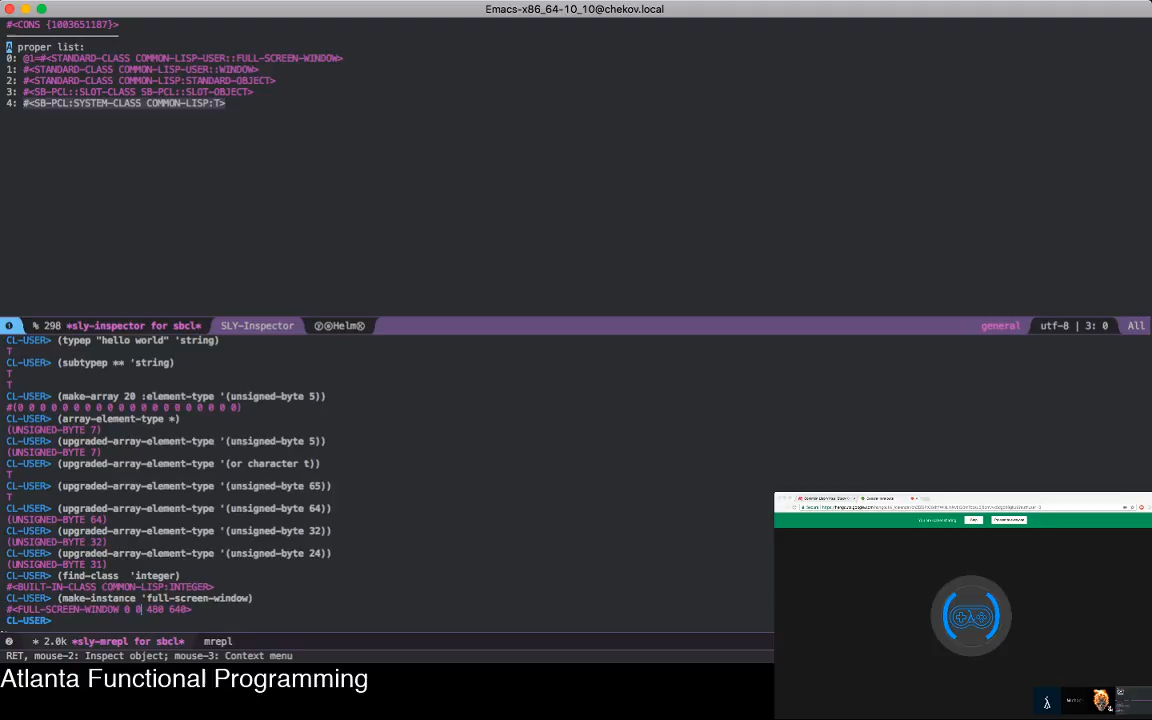 Emacs-x86_64-10_10@chekov.local
#<CONS {1003651187}>
A proper list:
0: @1=#<STANDARD-CLASS COMMON-LISP-USER::FULL-SCREEN-WINDOW>
1: #<STANDARD-CLASS COMMON-LISP-USER::WINDOW>
2: #<STANDARD-CLASS COMMON-LISP:STANDARD-OBJECT>
3: #<SB-PCL::SLOT-CLASS SB-PCL::SLOT-OBJECT>
4: #<SB-PCL:SYSTEM-CLASS COMMON-LISP:T>
1 % 298 *sly-inspector for sbcl* SLY-Inspector ⓨⓐHelmⓀ general utf-8 | 3: 0 All
CL-USER> (typep "hello world" 'string)
T
CL-USER> (subtypep ** 'string)
T
T
CL-USER> (make-array 20 :element-type '(unsigned-byte 5))
#(0 0 0 0 0 0 0 0 0 0 0 0 0 0 0 0 0 0 0 0)
CL-USER> (array-element-type *)
(UNSIGNED-BYTE 7)
CL-USER> (upgraded-array-element-type '(unsigned-byte 5))
(UNSIGNED-BYTE 7)
CL-USER> (upgraded-array-element-type '(or character t))
T
CL-USER> (upgraded-array-element-type '(unsigned-byte 65))
T
CL-USER> (upgraded-array-element-type '(unsigned-byte 64))
(UNSIGNED-BYTE 64)
CL-USER> (upgraded-array-element-type '(unsigned-byte 32))
(UNSIGNED-BYTE 32)
CL-USER> (upgraded-array-element-type '(unsigned-byte 24))
(UNSIGNED-BYTE 31)
CL-USER> (find-class  'integer)
#<BUILT-IN-CLASS COMMON-LISP:INTEGER>
CL-USER> (make-instance 'full-screen-window)
#<FULL-SCREEN-WINDOW 0 0 480 640>
CL-USER>
2 * 2.0k *sly-mrepl for sbcl* mrepl
RET, mouse-2: Inspect object; mouse-3: Context menu
Atlanta Functional Programming